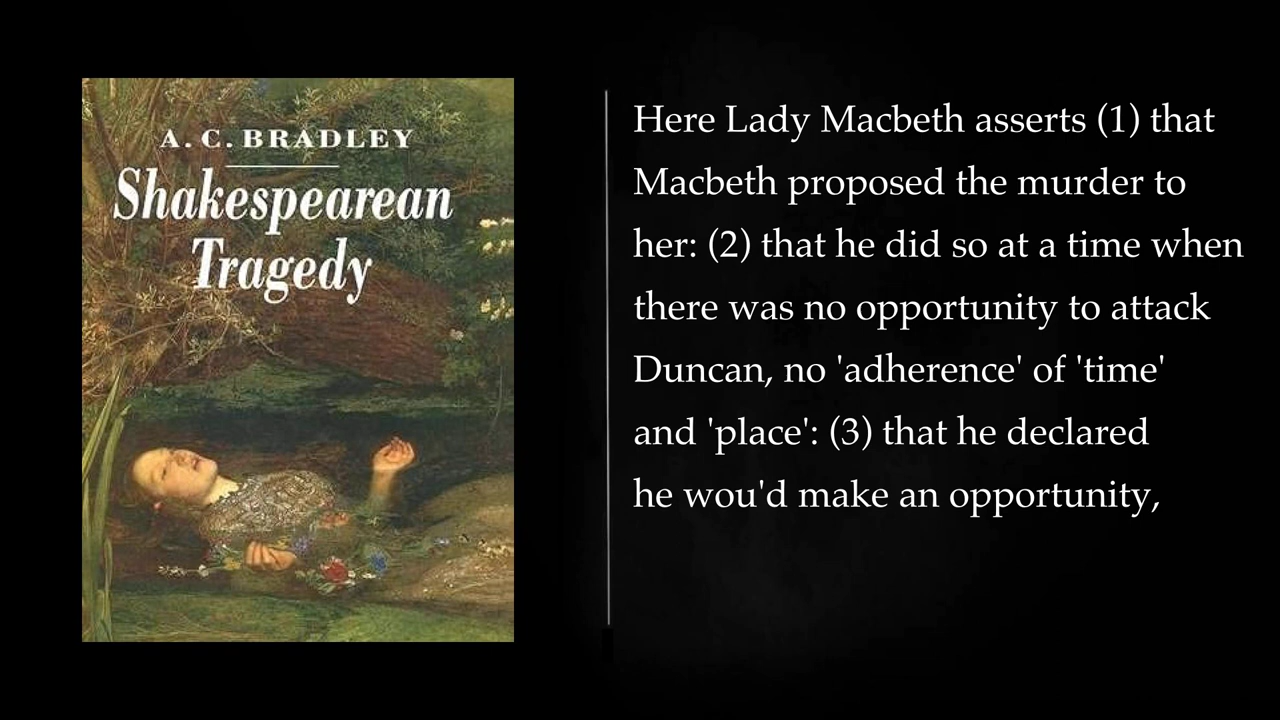 A. C. BRADLEY
Shakespearean
Tragedy
Here Lady Macbeth asserts (1) that
Macbeth proposed the murder to
her: (2) that he did so at a time when
there was no opportunity to attack
Duncan, no 'adherence' of 'time'
and 'place': (3) that he declared
he wou'd make an opportunity,